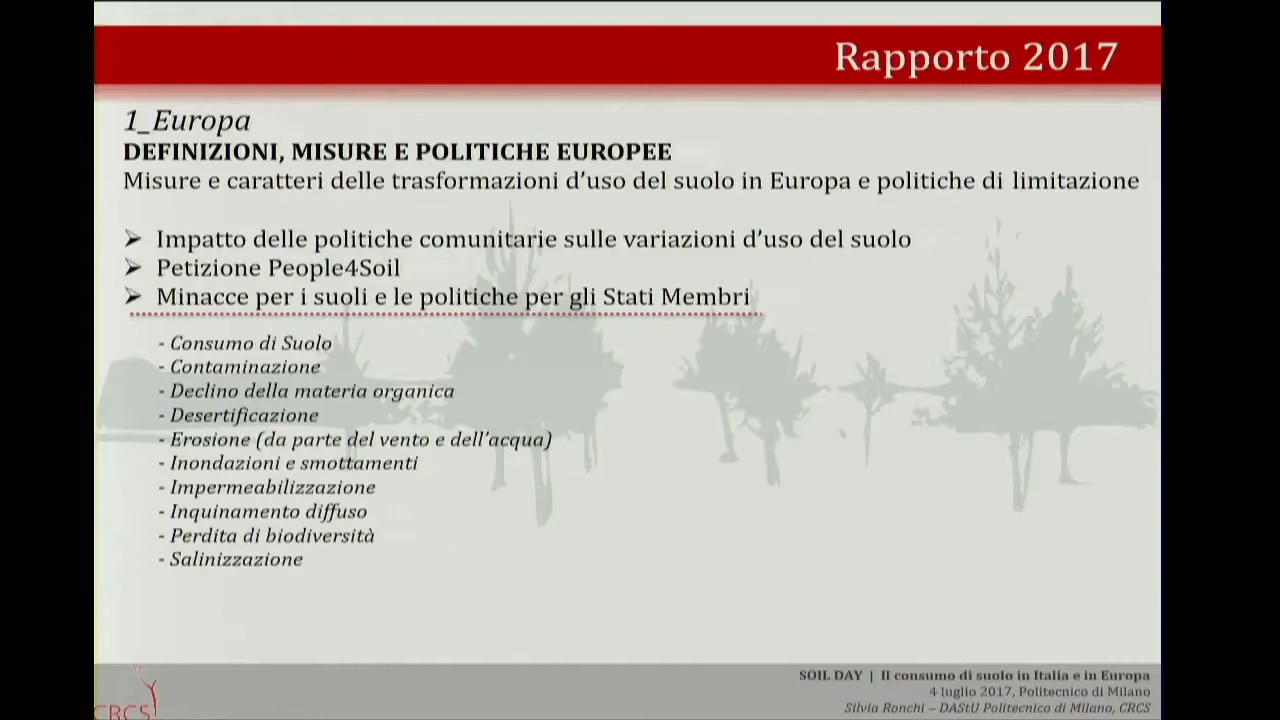 Rapporto 2017
1_Europa
DEFINIZIONI, MISURE E POLITICHE EUROPEE
Misure e caratteri delle trasformazioni d’uso del suolo in Europa e politiche di limitazione
➢ Impatto delle politiche comunitarie sulle variazioni d’uso del suolo
➢ Petizione People4Soil
➢ Minacce per i suoli e le politiche per gli Stati Membri
- Consumo di Suolo
- Contaminazione
- Declino della materia organica
- Desertificazione
- Erosione (da parte del vento e dell’acqua)
- Inondazioni e smottamenti
- Impermeabilizzazione
- Inquinamento diffuso
- Perdita di biodiversità
- Salinizzazione
SOIL DAY | Il consumo di suolo in Italia e in Europa
4 luglio 2017, Politecnico di Milano
Silvia Ronchi – DAStU Politecnico di Milano, CRCS
CRCS